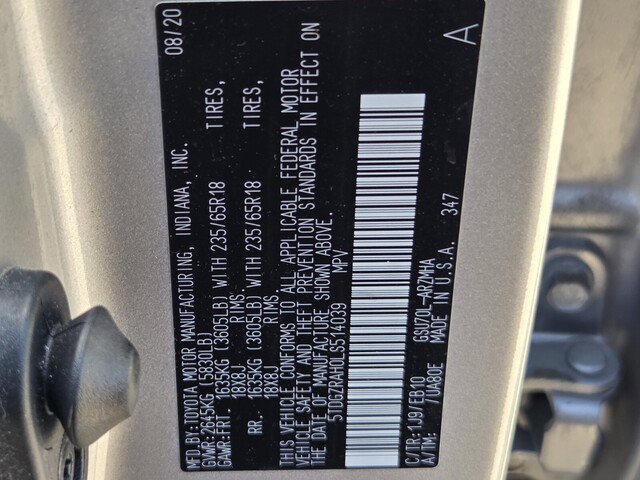 MFD.BY:TOYOTA MOTOR MANUFACTURING, INDIANA, INC. 08/20
GVWR:2645KG (5830LB)
GAWR:FRT. 1635KG (3605LB) WITH 235/65R18 TIRES,
18X8J RIMS
RR. 1635KG (3605LB) WITH 235/65R18 TIRES,
18X8J RIMS
THIS VEHICLE CONFORMS TO ALL APPLICABLE FEDERAL MOTOR
VEHICLE SAFETY AND THEFT PREVENTION STANDARDS IN EFFECT ON
THE DATE OF MANUFACTURE SHOWN ABOVE.
5TDGZRAH0LS514039 MPV
C/TR:1J9/EB10 GSU70L-ARZMHA
A/TM: /UA80E MADE IN U.S.A. 347 A